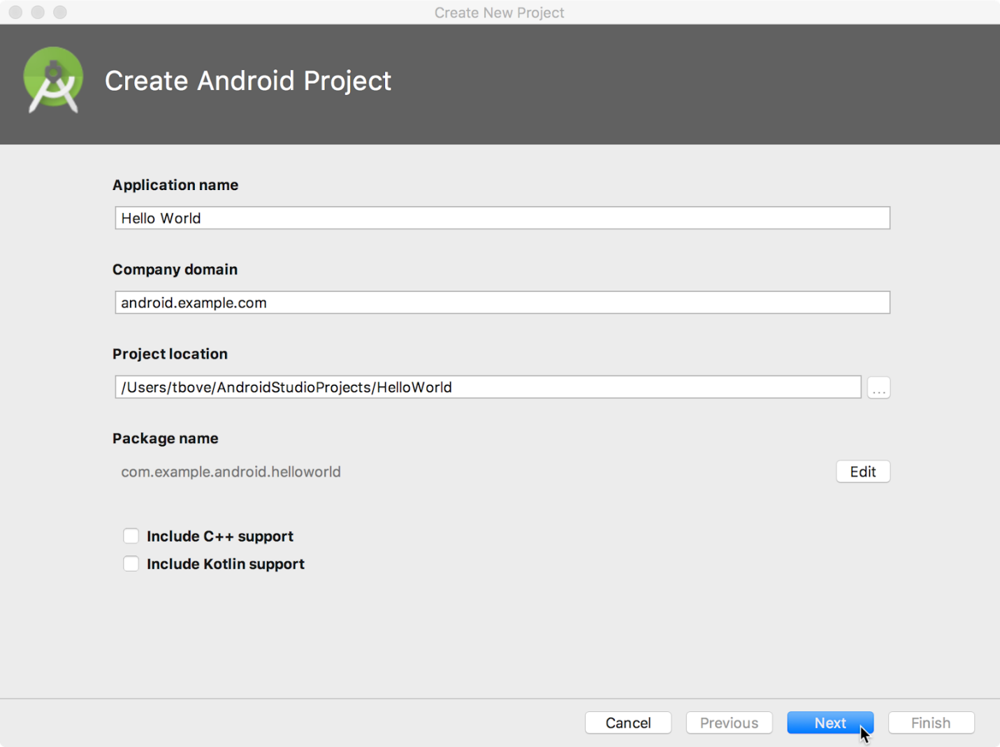 Create New Project
Create Android Project
Application name
Hello World
Company domain
android.example.com
Project location
/Users/tbove/AndroidStudioProjects/HelloWorld
...
Package name
com.example.android.helloworld
Edit
Include C++ support
Include Kotlin support
Cancel
Previous
Next
Finish